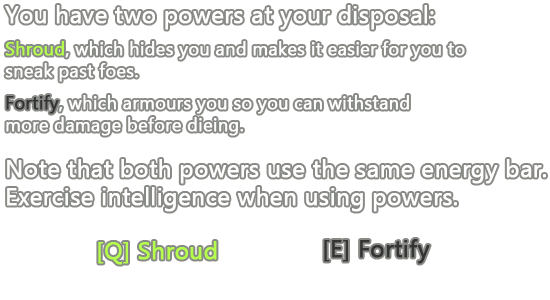 You have two powers at your disposal:
Shroud, which hides you and makes it easier for you to
sneak past foes.
Fortify, which armours you so you can withstand
more damage before dieing.
Note that both powers use the same energy bar.
Exercise intelligence when using powers.
[Q] Shroud [E] Fortify